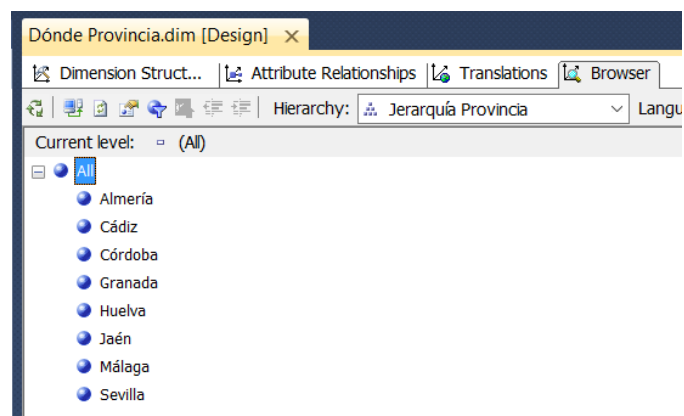 Dónde Provincia.dim [Design]
Dimension Struct... Attribute Relationships Translations Browser
Hierarchy: Jerarquía Provincia Langu
Current level: (All)
All
Almería
Cádiz
Córdoba
Granada
Huelva
Jaén
Málaga
Sevilla